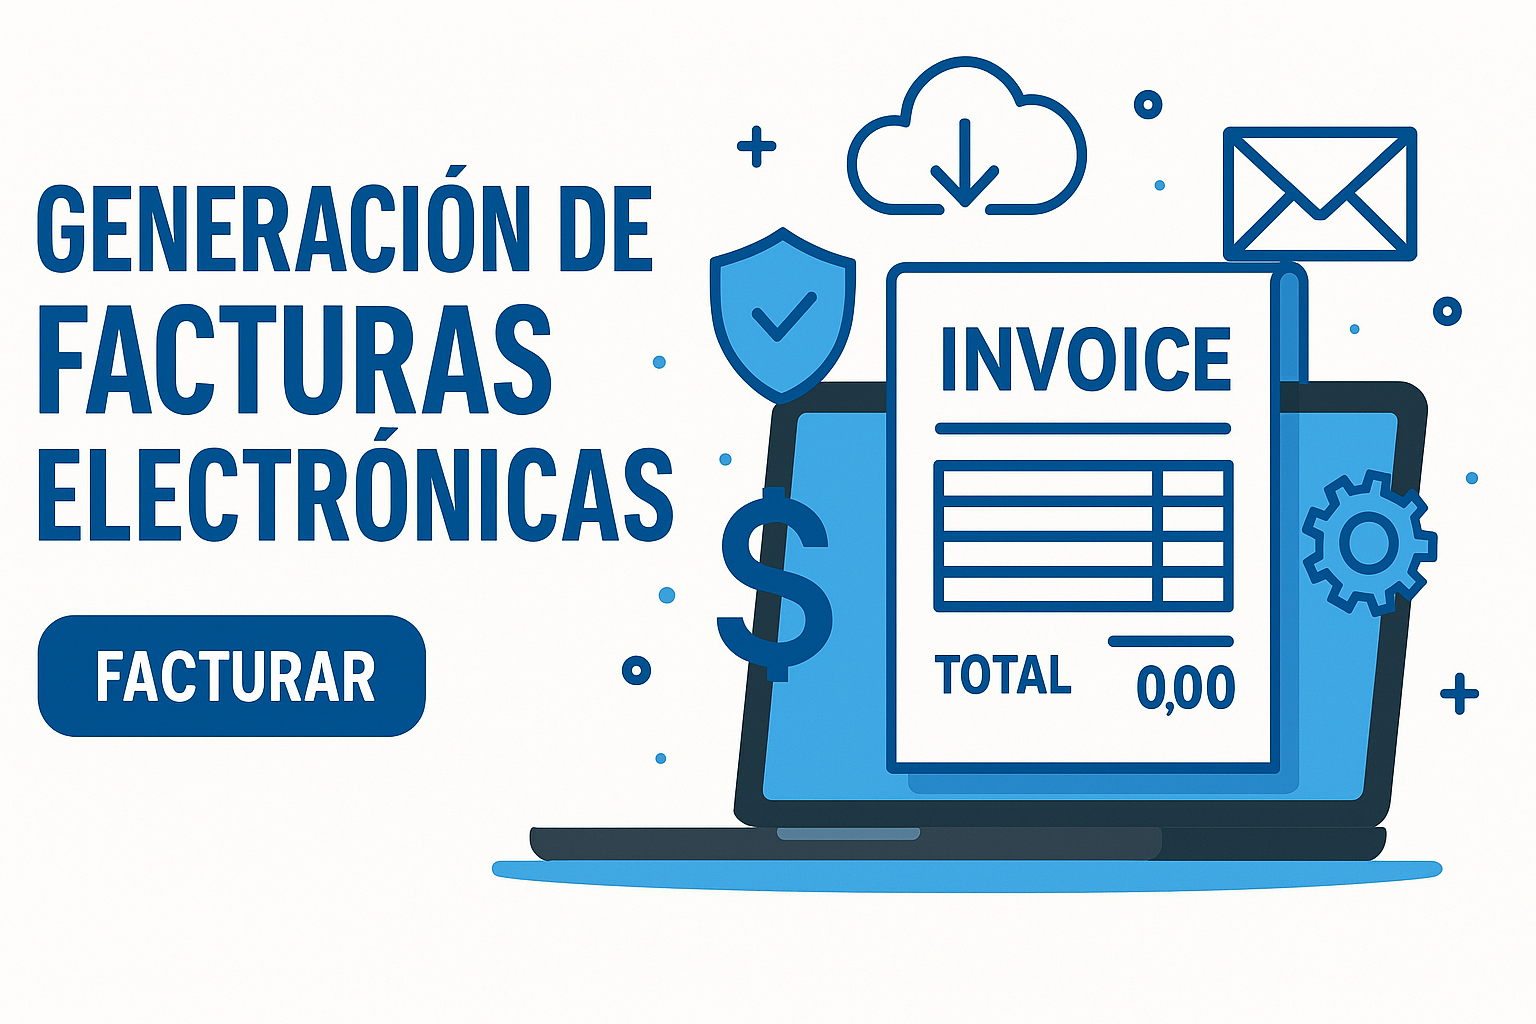 GENERACIÓN DE
FACTURAS
ELECTRÓNICAS
FACTURAR
INVOICE
TOTAL
0,00
$